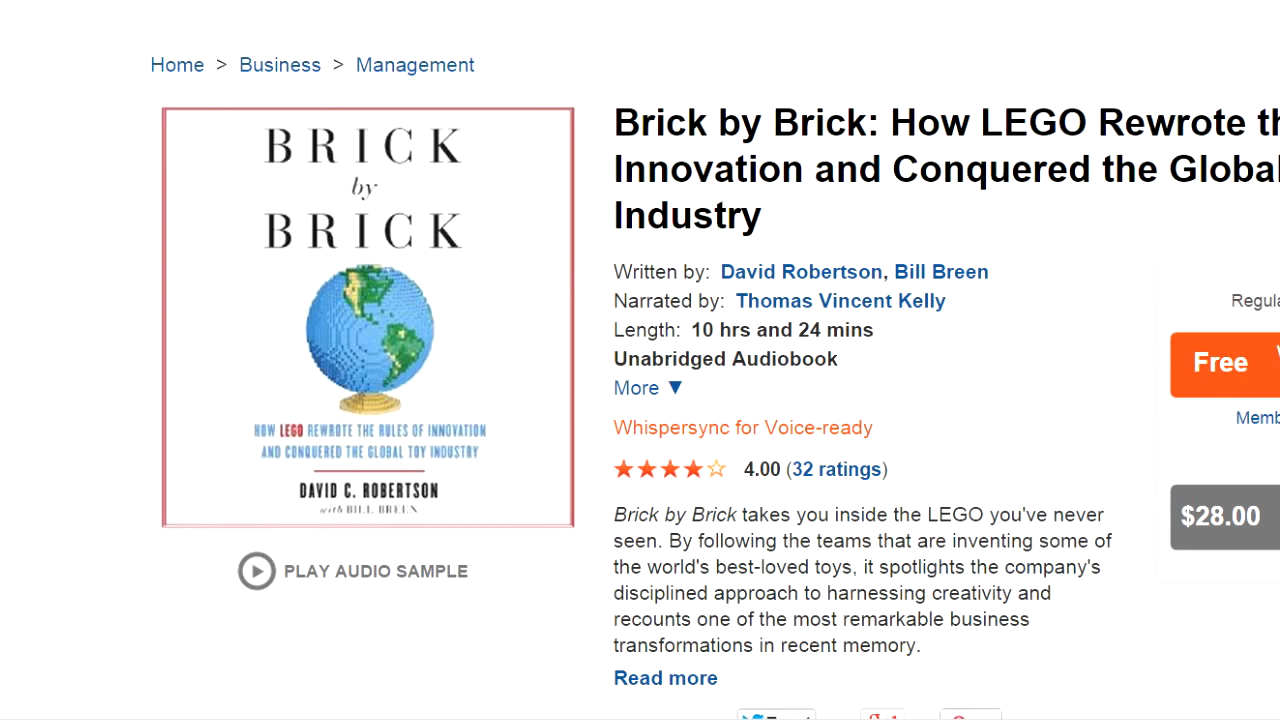 Home > Business > Management
BRICK
by
BRICK
HOW LEGO REWROTE THE RULES OF INNOVATION
AND CONQUERED THE GLOBAL TOY INDUSTRY
DAVID C. ROBERTSON
with BILL BREEN
PLAY AUDIO SAMPLE
Brick by Brick: How LEGO Rewrote th
Innovation and Conquered the Global
Industry
Written by: David Robertson, Bill Breen
Narrated by: Thomas Vincent Kelly
Length: 10 hrs and 24 mins
Unabridged Audiobook
More ▼
Whispersync for Voice-ready
4.00 (32 ratings)
Brick by Brick takes you inside the LEGO you've never
seen. By following the teams that are inventing some of
the world's best-loved toys, it spotlights the company's
disciplined approach to harnessing creativity and
recounts one of the most remarkable business
transformations in recent memory.
Read more
Regula
Free
Memb
$28.00